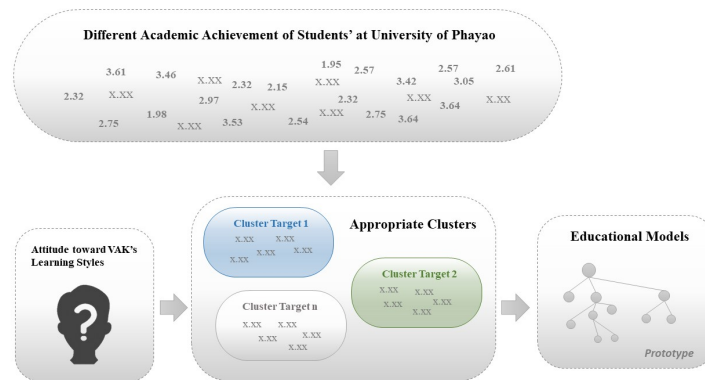 Different Academic Achievement of Students' at University of Phayao
3.61 3.46 X.XX 2.32 2.15 1.95 2.57 X.XX 3.42 2.57 3.05 2.61
2.32 X.XX 2.97 X.XX 2.32 X.XX X.XX
2.75 1.98 X.XX 3.53 2.54 X.XX 2.75 3.64 3.64
Attitude toward VAK's
Learning Styles
?
Appropriate Clusters
Cluster Target 1
X.XX X.XX
X.XX X.XX X.XX
Cluster Target 2
X.XX X.XX
X.XX X.XX
X.XX
Cluster Target n
X.XX X.XX
X.XX X.XX
X.XX
Educational Models
Prototype